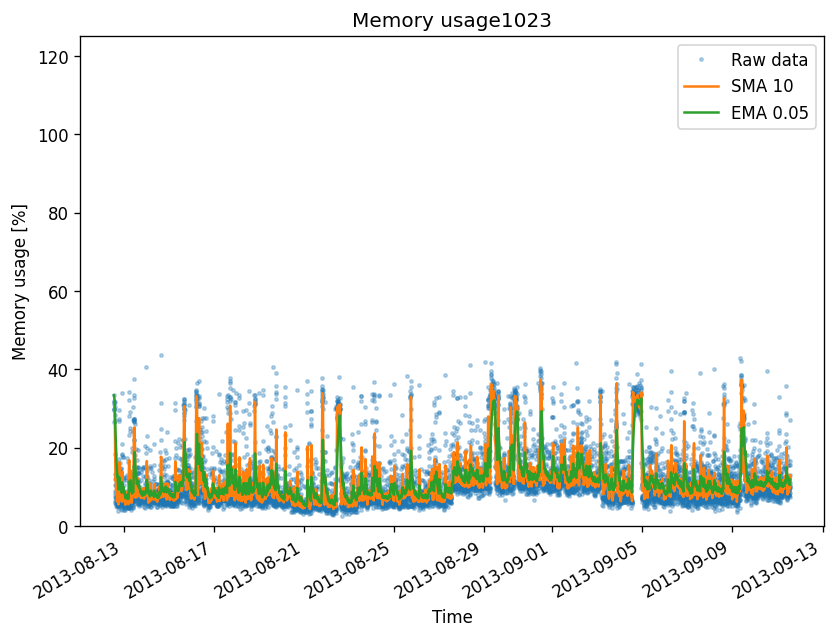 Memory usage1023
Memory usage [%]
120
100
80
60
40
20
0
Raw data
SMA 10
EMA 0.05
2013-08-13
2013-08-17
2013-08-21
2013-08-25
2013-08-29
2013-09-01
2013-09-05
2013-09-09
2013-09-13
Time